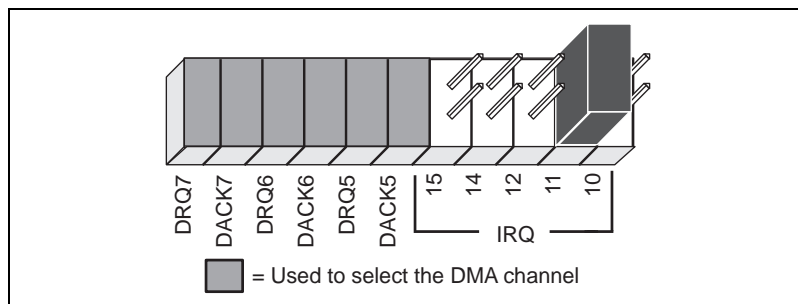 DRQ7
DACK7
DRQ6
DACK6
DRQ5
DACK5
15
14
12
11
10
IRQ
= Used to select the DMA channel